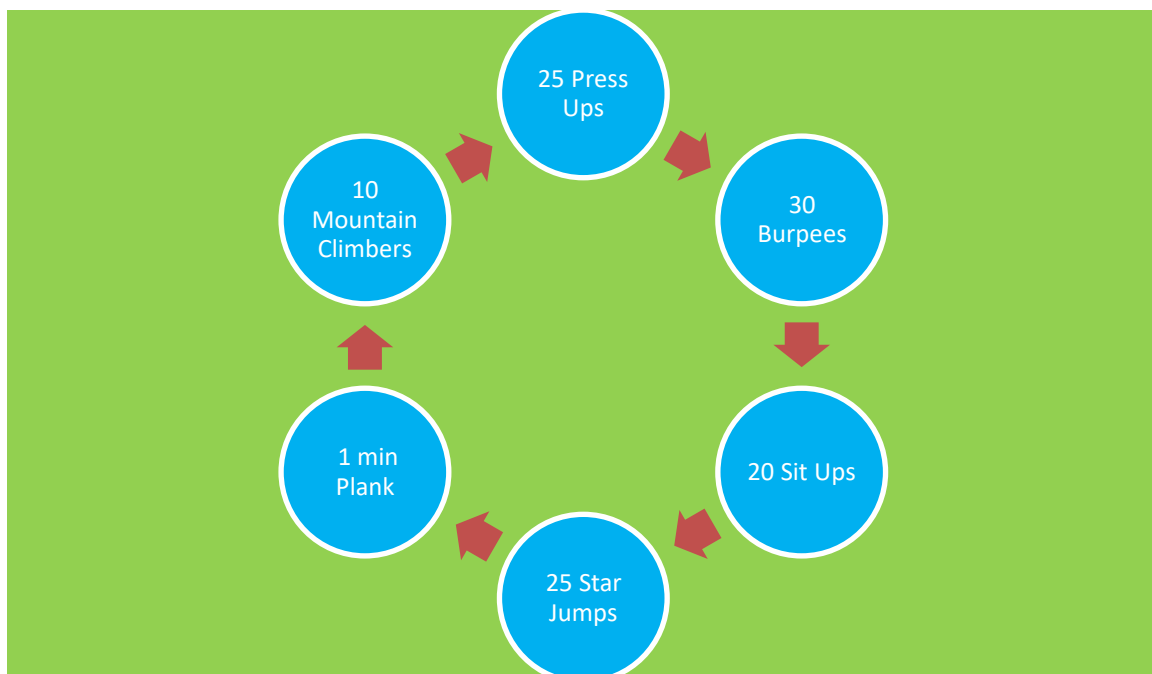 25 Press
Ups
30
Burpees
20 Sit Ups
25 Star
Jumps
1 min
Plank
10
Mountain
Climbers